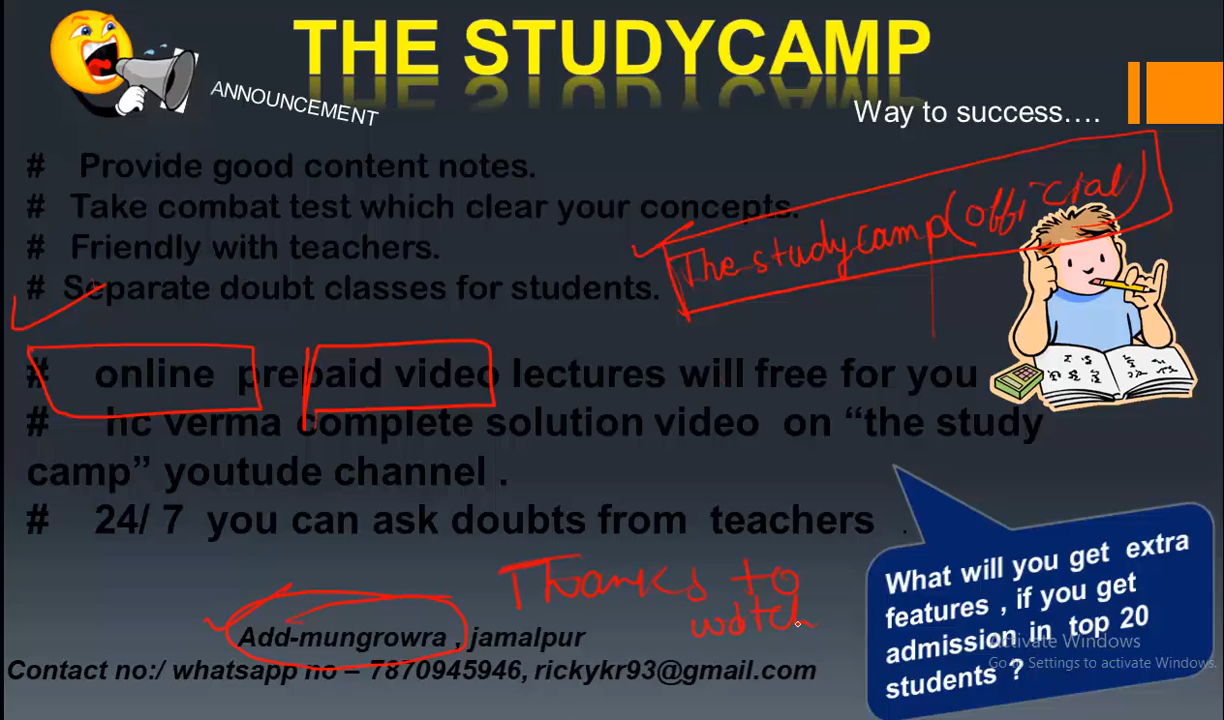 THE STUDYCAMP
ANNOUNCEMENT
Way to success….
# Provide good content notes.
# Take combat test which clear your concepts.
# Friendly with teachers.
# Separate doubt classes for students.
The studycamp(official)
# online prepaid video lectures will free for you
# hc verma complete solution video on “the study
camp” youtude channel .
# 24/ 7 you can ask doubts from teachers .
Thanks to
watch
What will you get extra
features , if you get
admission in top 20
students ?
Add-mungrowra , jamalpur
Contact no:/ whatsapp no – 7870945946, rickykr93@gmail.com
Activate Windows
Go to Settings to activate Windows.